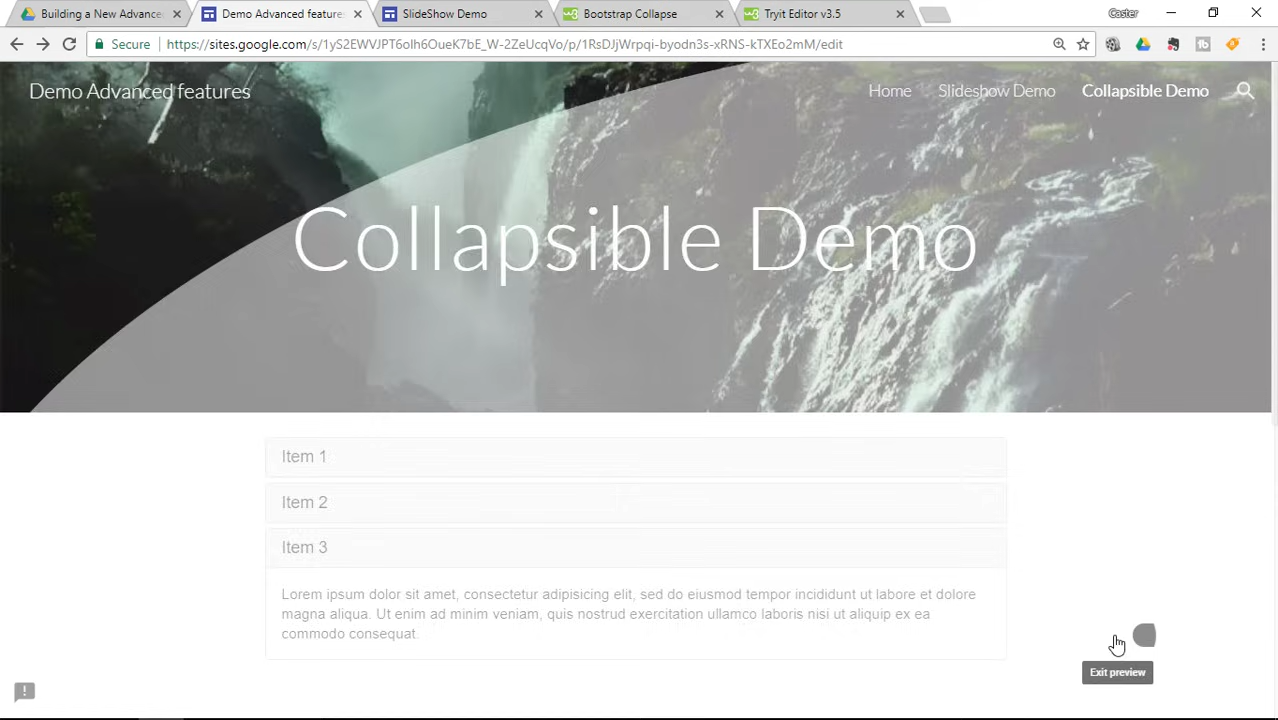 Building a New Advance
Demo Advanced feature
SlideShow Demo
Bootstrap Collapse
Tryit Editor v3.5
Caster
Secure
https://sites.google.com/s/1yS2EWVJPT6oIh6OueK7bE_W-2ZeUcqVo/p/1RsDJjWrpqi-byodn3s-xRNS-kTXEo2mM/edit
Demo Advanced features
Home
Slideshow Demo
Collapsible Demo
Collapsible Demo
Item 1
Item 2
Item 3
Lorem ipsum dolor sit amet, consectetur adipisicing elit, sed do eiusmod tempor incididunt ut labore et dolore
magna aliqua. Ut enim ad minim veniam, quis nostrud exercitation ullamco laboris nisi ut aliquip ex ea
commodo consequat.
Exit preview